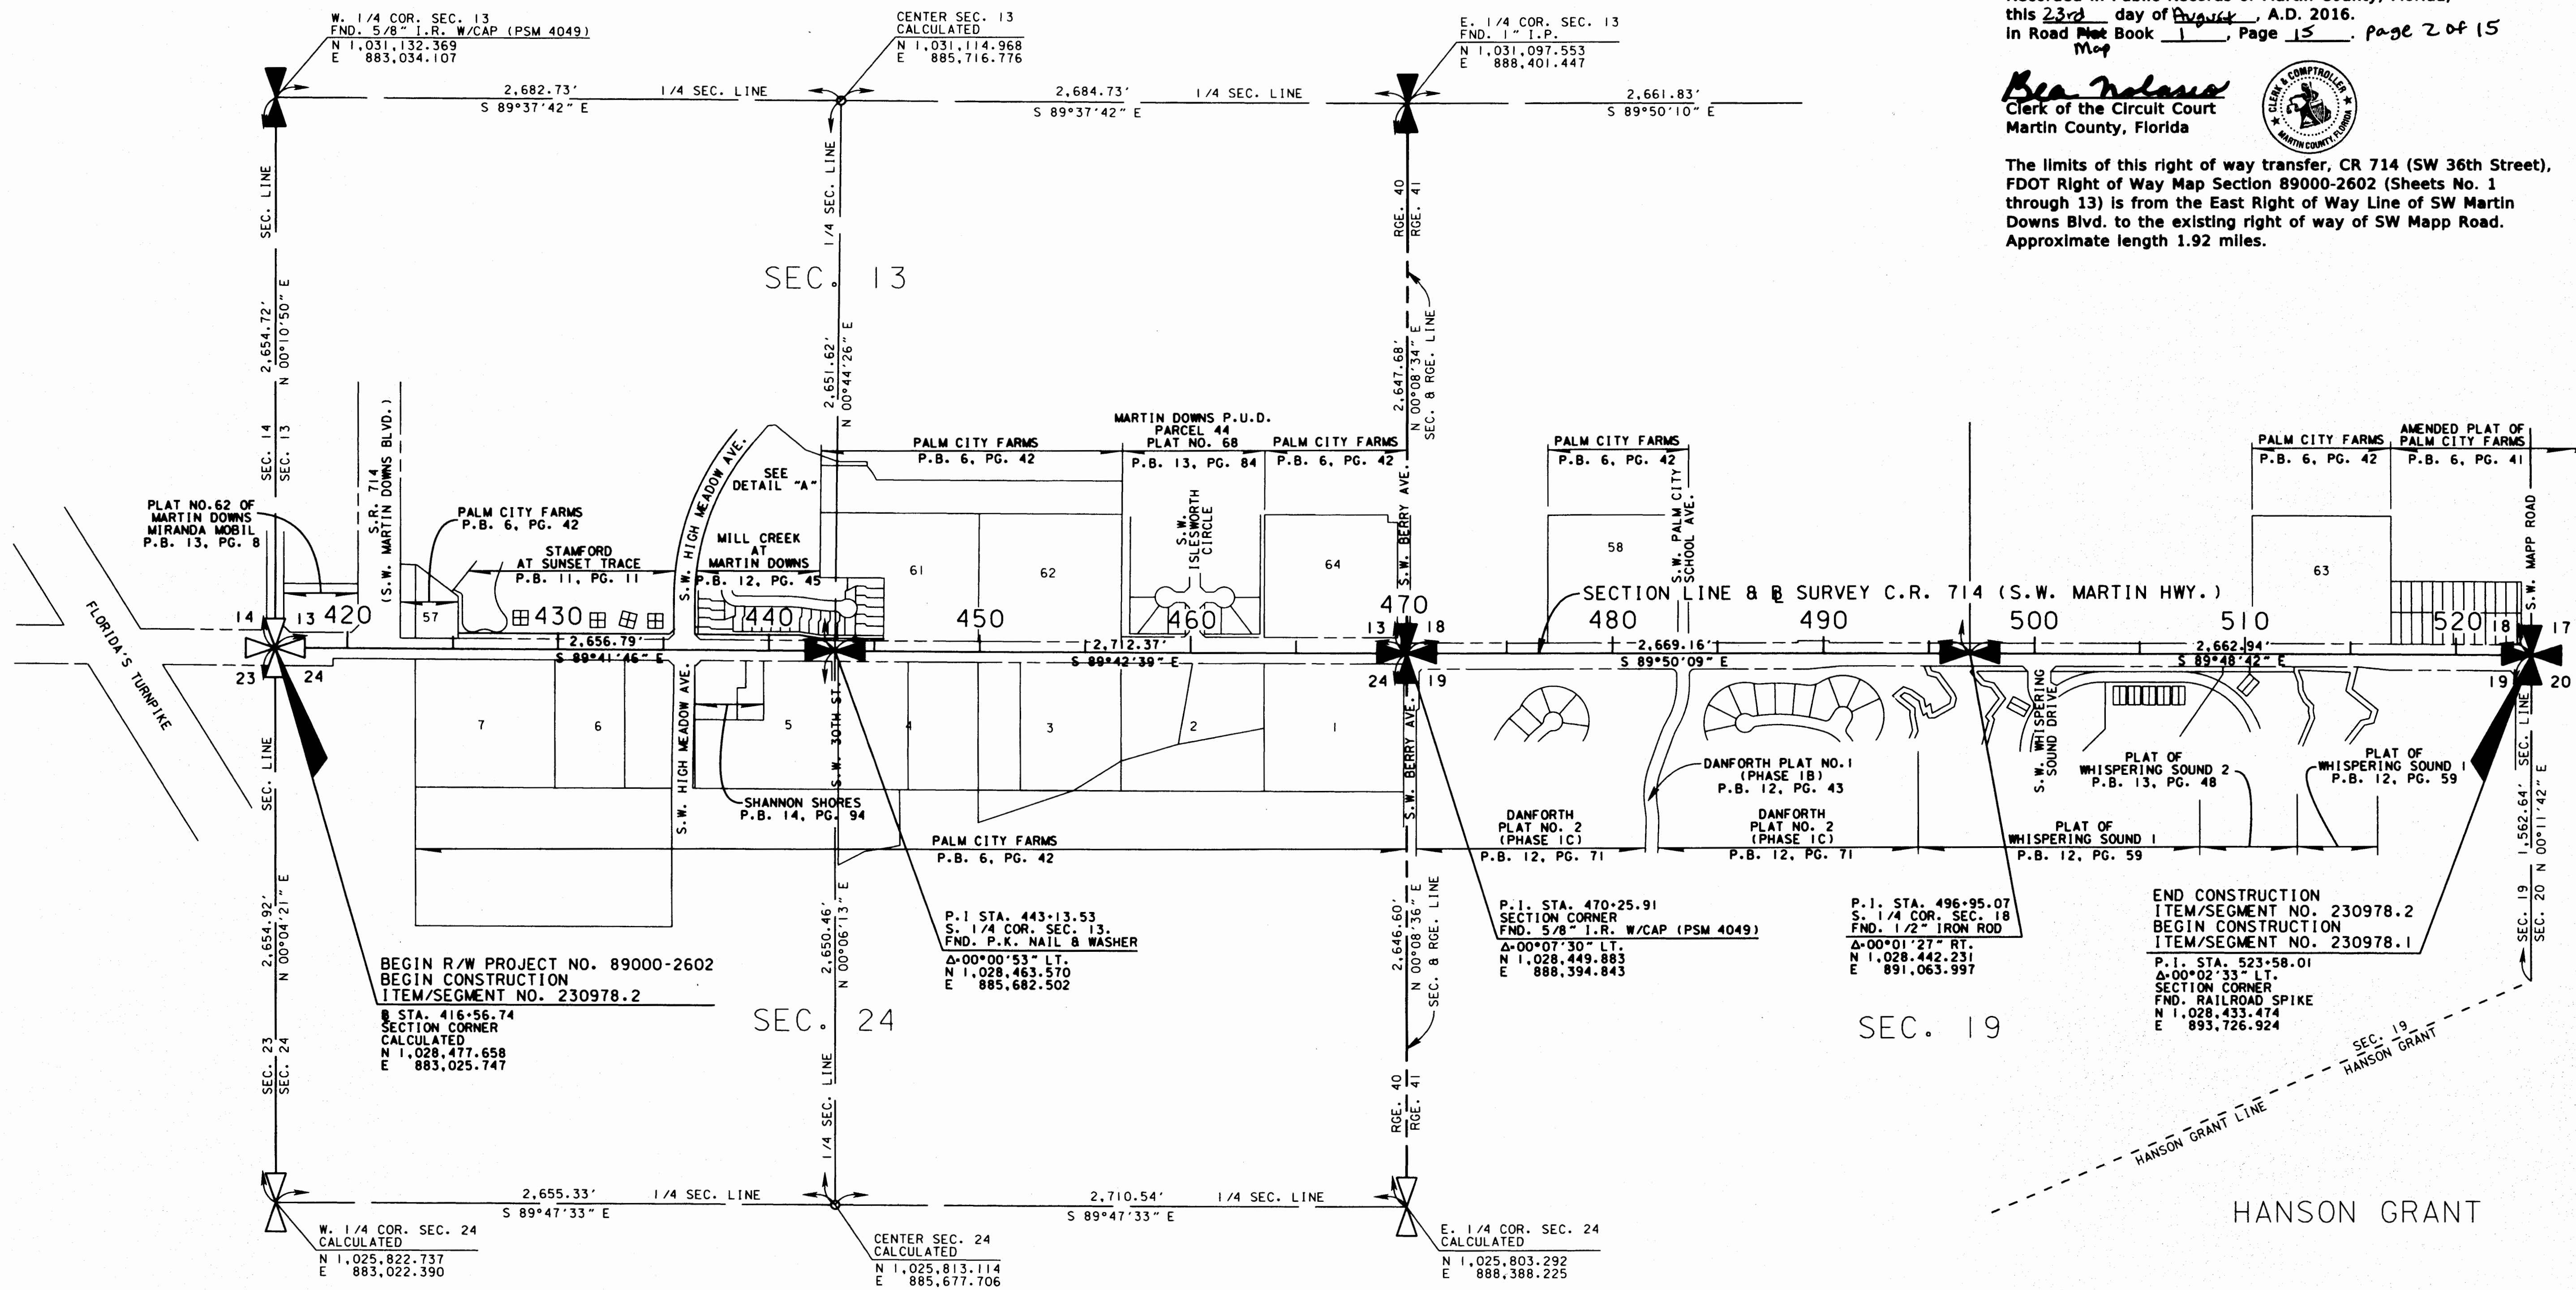 W. 1/4 COR. SEC. 13
FND. 5/8" I.R. W/CAP (PSM 4049)
N 1,031,132.369
E 883,034.107
CENTER SEC. 13
CALCULATED
N 1,031,114.968
E 885,716.776
E. 1/4 COR. SEC. 13
FND. 1" I.P.
N 1,031,097.553
E 888,401.447
this 23rd day of August, A.D. 2016.
in Road Plat Book 1, Page 15. page 2 of 15
Map
Clerk of the Circuit Court
Martin County, Florida
CLERK & COMPTROLLER
MARTIN COUNTY, FLORIDA
The limits of this right of way transfer, CR 714 (SW 36th Street),
FDOT Right of Way Map Section 89000-2602 (Sheets No. 1
through 13) is from the East Right of Way Line of SW Martin
Downs Blvd. to the existing right of way of SW Mapp Road.
Approximate length 1.92 miles.
2,682.73' 1/4 SEC. LINE
S 89°37'42" E
2,684.73' 1/4 SEC. LINE
S 89°37'42" E
2,661.83'
S 89°50'10" E
SEC. LINE
2,654.72'
N 00°10'50" E
SEC. 14
SEC. 13
1/4 SEC. LINE
2,651.62'
N 00°44'26" E
RGE. 40
RGE. 41
2,647.68'
N 00°08'34" E
SEC. & RGE. LINE
SEC. 13
S.R. 714
(S.W. MARTIN DOWNS BLVD.)
PLAT NO.62 OF
MARTIN DOWNS
MIRANDA MOBIL
P.B. 13, PG. 8
PALM CITY FARMS
P.B. 6, PG. 42
STAMFORD
AT SUNSET TRACE
P.B. 11, PG. 11
S.W. HIGH MEADOW AVE.
S.W. HIGH MEADOW AVE.
SEE
DETAIL "A"
MILL CREEK
AT
MARTIN DOWNS
P.B. 12, PG. 45
PALM CITY FARMS
P.B. 6, PG. 42
MARTIN DOWNS P.U.D.
PARCEL 44
PLAT NO. 68
P.B. 13, PG. 84
PALM CITY FARMS
P.B. 6, PG. 42
S.W.
ISLESWORTH
CIRCLE
S.W. BERRY AVE.
PALM CITY FARMS
P.B. 6, PG. 42
S.W. PALM CITY
SCHOOL AVE.
PALM CITY FARMS
P.B. 6, PG. 42
AMENDED PLAT OF
PALM CITY FARMS
P.B. 6, PG. 41
S.W. MAPP ROAD
57
61
62
64
58
63
SECTION LINE & BL SURVEY C.R. 714 (S.W. MARTIN HWY.)
14
13
420
430
440
450
460
470
480
490
500
510
520
13
18
18
17
2,656.79'
S 89°41'46" E
2,712.37'
S 89°42'39" E
2,669.16'
S 89°50'09" E
2,662.94'
S 89°48'42" E
23
24
24
19
19
20
FLORIDA'S TURNPIKE
7
6
5
4
3
2
1
S.W. HIGH MEADOW AVE.
S.W. 30TH ST.
S.W. BERRY AVE.
SHANNON SHORES
P.B. 14, PG. 94
PALM CITY FARMS
P.B. 6, PG. 42
DANFORTH PLAT NO.1
(PHASE 1B)
P.B. 12, PG. 43
DANFORTH
PLAT NO. 2
(PHASE 1C)
P.B. 12, PG. 71
DANFORTH
PLAT NO. 2
(PHASE 1C)
P.B. 12, PG. 71
S.W. WHISPERING
SOUND DRIVE
PLAT OF
WHISPERING SOUND 1
P.B. 12, PG. 59
PLAT OF
WHISPERING SOUND 2
P.B. 13, PG. 48
PLAT OF
WHISPERING SOUND 1
P.B. 12, PG. 59
SEC. LINE
2,654.92'
N 00°04'21" E
SEC. 23
SEC. 24
2,650.46'
N 00°06'13" E
1/4 SEC. LINE
2,646.60'
N 00°08'36" E
SEC. & RGE. LINE
RGE. 40
RGE. 41
SEC. LINE
1,562.64'
N 00°11'42" E
SEC. 19
SEC. 20
BEGIN R/W PROJECT NO. 89000-2602
BEGIN CONSTRUCTION
ITEM/SEGMENT NO. 230978.2
BL STA. 416+56.74
SECTION CORNER
CALCULATED
N 1,028,477.658
E 883,025.747
P.I STA. 443+13.53
S. 1/4 COR. SEC. 13.
FND. P.K. NAIL & WASHER
Δ=00°00'53" LT.
N 1,028,463.570
E 885,682.502
P.I. STA. 470+25.91
SECTION CORNER
FND. 5/8" I.R. W/CAP (PSM 4049)
Δ=00°07'30" LT.
N 1,028,449.883
E 888,394.843
P.I. STA. 496+95.07
S. 1/4 COR. SEC. 18
FND. 1/2" IRON ROD
Δ=00°01'27" RT.
N 1,028.442.231
E 891,063.997
END CONSTRUCTION
ITEM/SEGMENT NO. 230978.2
BEGIN CONSTRUCTION
ITEM/SEGMENT NO. 230978.1
P.I. STA. 523+58.01
Δ=00°02'33" LT.
SECTION CORNER
FND. RAILROAD SPIKE
N 1,028,433.474
E 893,726.924
SEC. 24
SEC. 19
SEC. 19
HANSON GRANT
HANSON GRANT LINE
HANSON GRANT
2,655.33' 1/4 SEC. LINE
S 89°47'33" E
2,710.54' 1/4 SEC. LINE
S 89°47'33" E
W. 1/4 COR. SEC. 24
CALCULATED
N 1,025,822.737
E 883,022.390
CENTER SEC. 24
CALCULATED
N 1,025,813.114
E 885,677.706
E. 1/4 COR. SEC. 24
CALCULATED
N 1,025,803.292
E 888,388.225